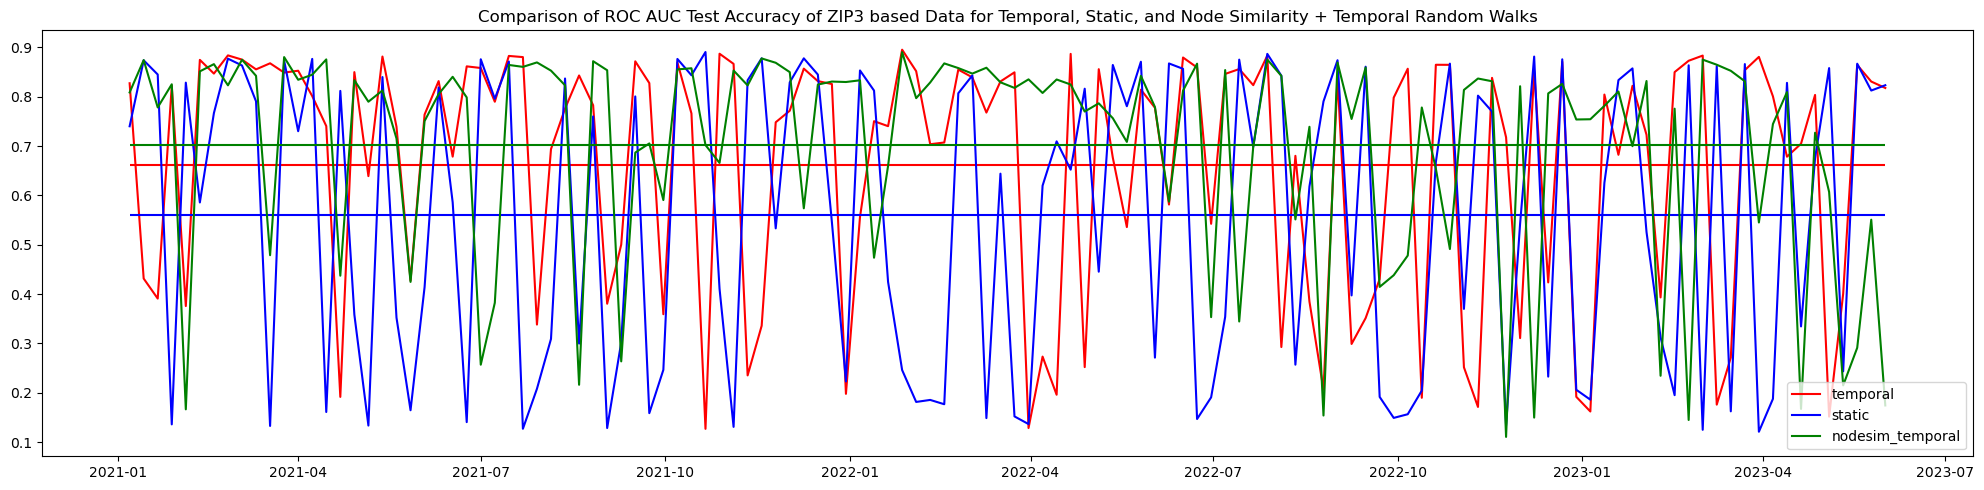 Comparison of ROC AUC Test Accuracy of ZIP3 based Data for Temporal, Static, and Node Similarity + Temporal Random Walks
0.9
0.8
0.7
0.6
0.5
0.4
0.3
0.2
0.1
temporal
static
nodesim_temporal
2021-01 2021-04 2021-07 2021-10 2022-01 2022-04 2022-07 2022-10 2023-01 2023-04 2023-07